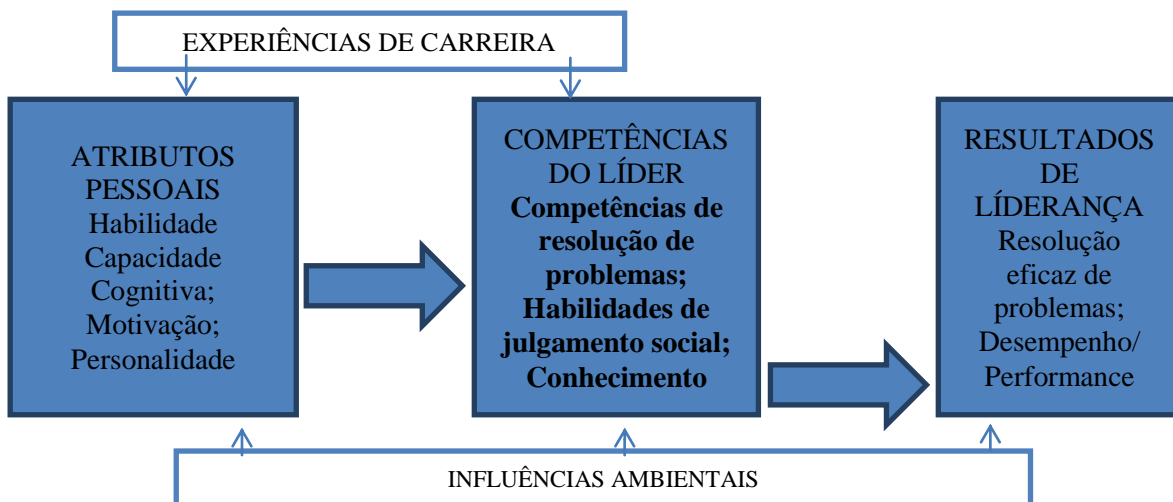 EXPERIÊNCIAS DE CARREIRA
ATRIBUTOS
PESSOAIS
Habilidade
Capacidade
Cognitiva;
Motivação;
Personalidade
COMPETÊNCIAS
DO LÍDER
Competências de
resolução de
problemas;
Habilidades de
julgamento social;
Conhecimento
RESULTADOS
DE
LÍDERANÇA
Resolução
eficaz de
problemas;
Desempenho/
Performance
INFLUÊNCIAS AMBIENTAIS